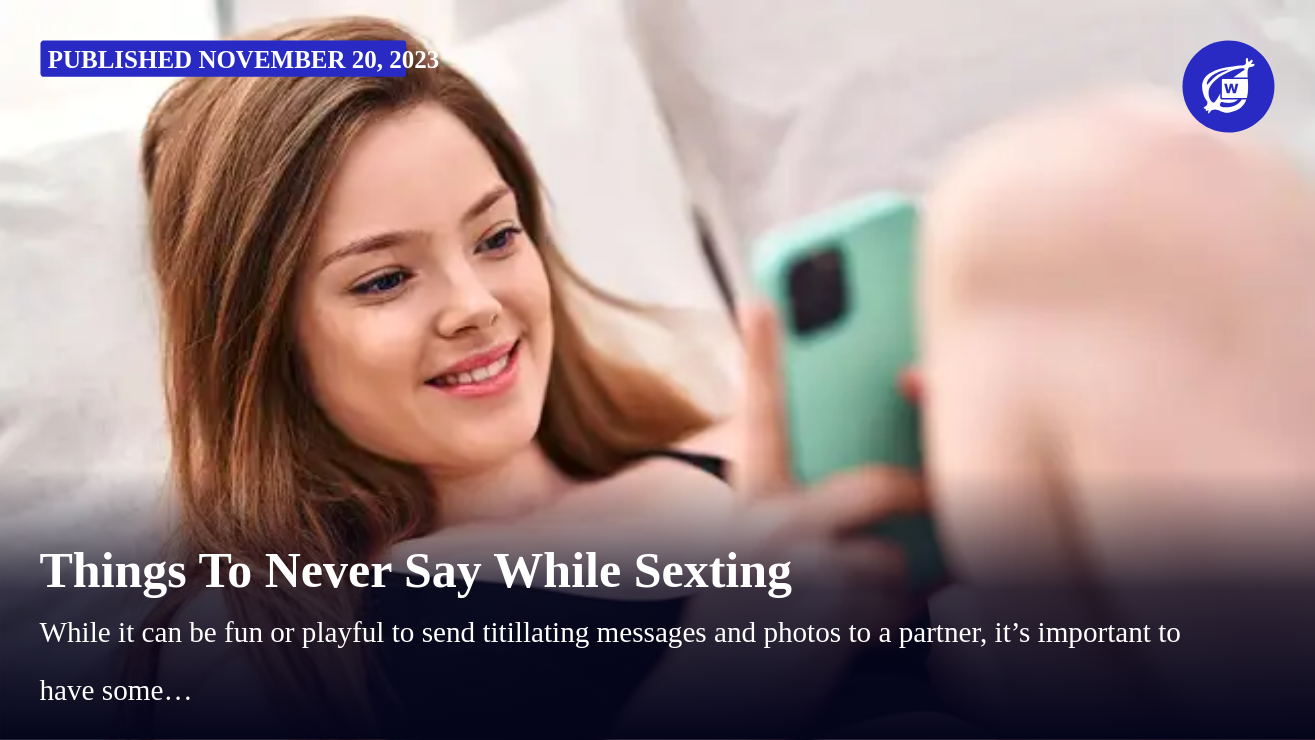 PUBLISHED NOVEMBER 20, 2023
W
Things To Never Say While Sexting
While it can be fun or playful to send titillating messages and photos to a partner, it’s important to
have some…